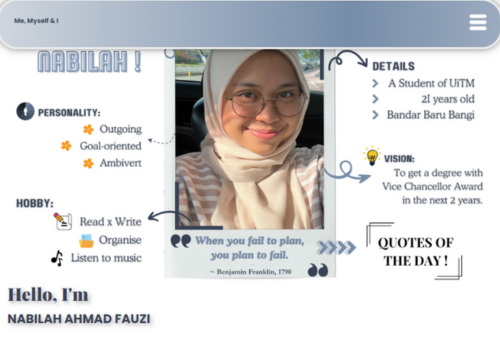 Me, Myself & I
NABILAH !
PERSONALITY:
Outgoing
Goal-oriented
Ambivert
HOBBY:
Read x Write
Organise
Listen to music
When you fail to plan,
you plan to fail.
~ Benjamin Franklin, 1790
DETAILS
A Student of UiTM
21 years old
Bandar Baru Bangi
VISION:
To get a degree with
Vice Chancellor Award
in the next 2 years.
QUOTES OF
THE DAY !
Hello, I'm
NABILAH AHMAD FAUZI